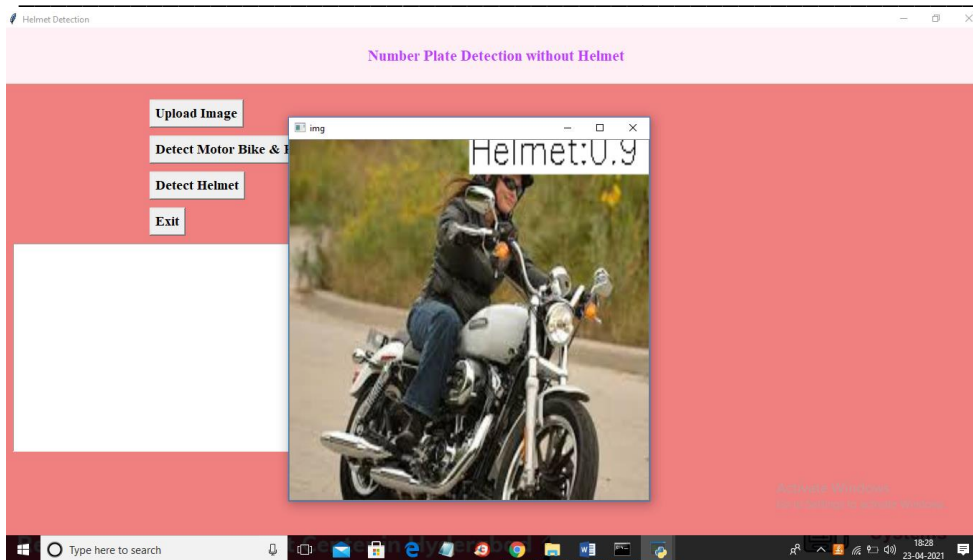 Helmet Detection
Number Plate Detection without Helmet
Upload Image
img
Helmet:0.9
Detect Motor Bike &
Detect Helmet
Exit
Type here to search
18:28
23-04-2021